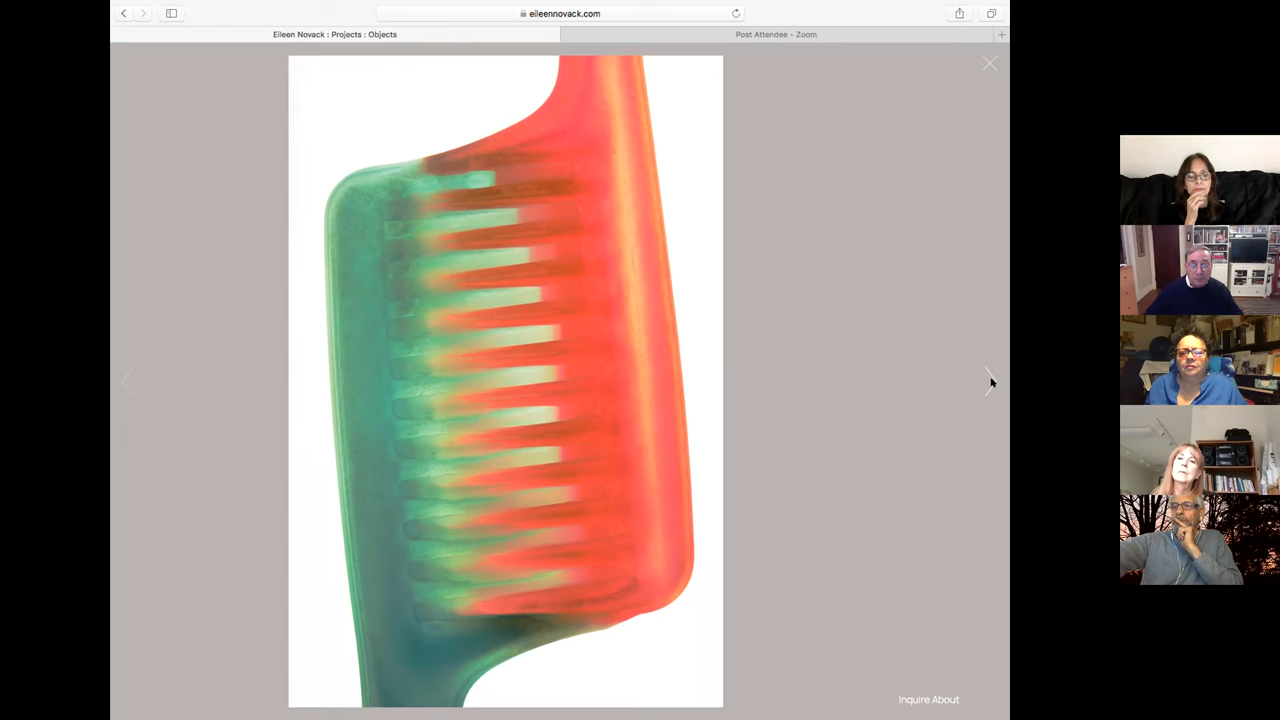 eileennovack.com
Eileen Novack : Projects : Objects
Post Attendee - Zoom
Inquire About